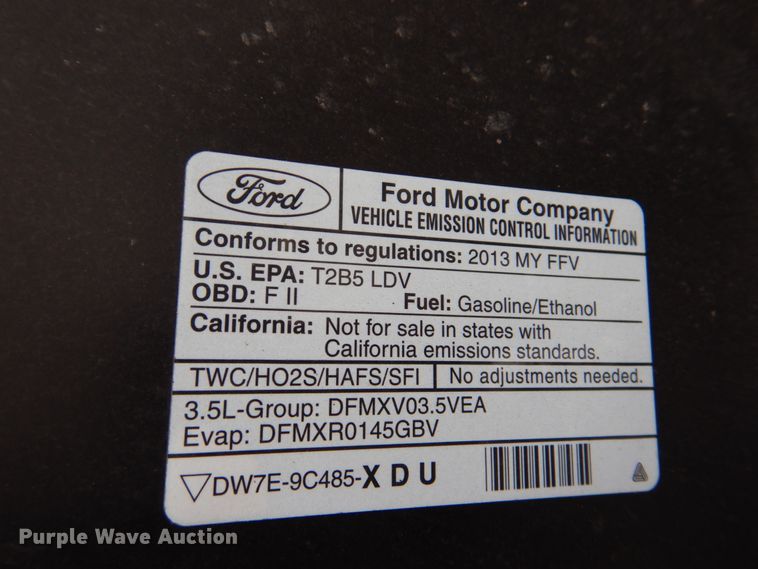 Ford
Ford Motor Company
VEHICLE EMISSION CONTROL INFORMATION
Conforms to regulations: 2013 MY FFV
U.S. EPA: T2B5 LDV
OBD: F II Fuel: Gasoline/Ethanol
California: Not for sale in states with
California emissions standards.
TWC/HO2S/HAFS/SFI No adjustments needed.
3.5L-Group: DFMXV03.5VEA
Evap: DFMXR0145GBV
DW7E-9C485-X D U
Purple Wave Auction